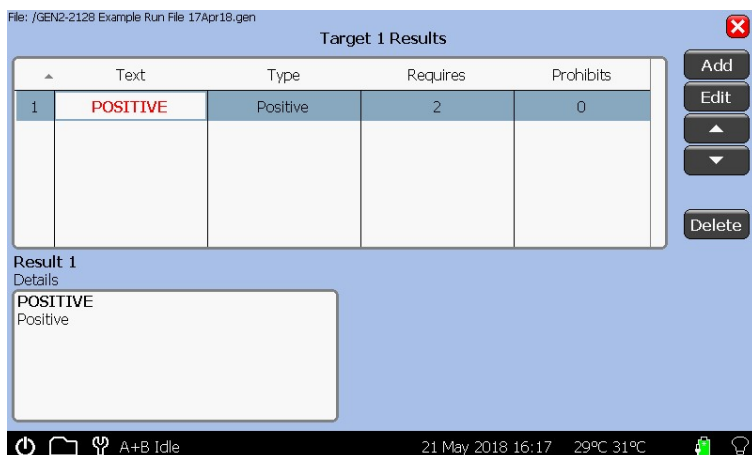 File: /GEN2-2128 Example Run File 17Apr18.gen
Target 1 Results
Text Type Requires Prohibits
1 POSITIVE Positive 2 0
Add
Edit
Delete
Result 1
Details
POSITIVE
Positive
A+B Idle 21 May 2018 16:17 29ºC 31ºC